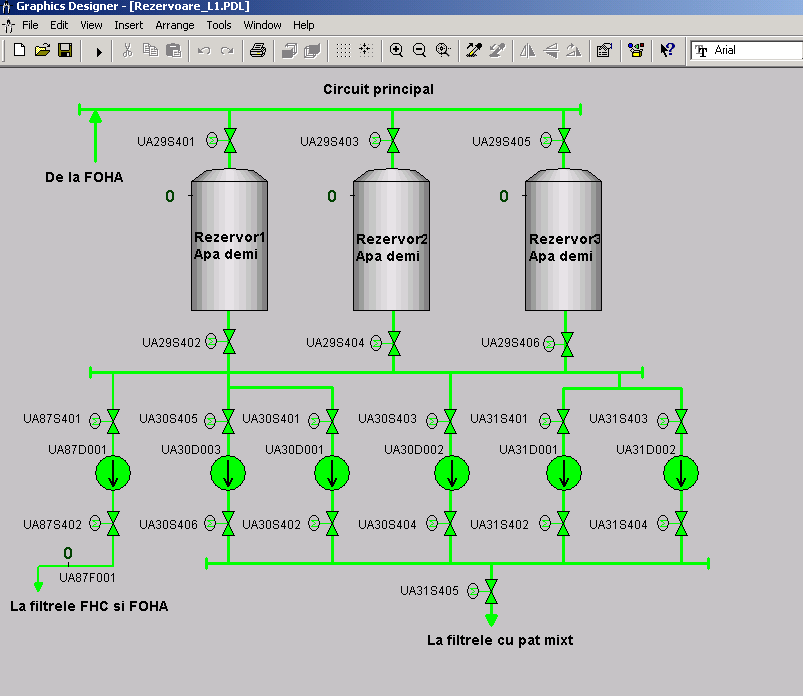 Graphics Designer - [Rezervoare_L1.PDL]
File Edit View Insert Arrange Tools Window Help
Arial
Circuit principal
UA29S401 UA29S403 UA29S405
De la FOHA
0 0 0
Rezervor1 Rezervor2 Rezervor3
Apa demi Apa demi Apa demi
UA29S402 UA29S404 UA29S406
UA87S401 UA30S405 UA30S401 UA30S403 UA31S401 UA31S403
UA87D001 UA30D003 UA30D001 UA30D002 UA31D001 UA31D002
UA87S402 UA30S406 UA30S402 UA30S404 UA31S402 UA31S404
0
UA87F001
UA31S405
La filtrele FHC si FOHA
La filtrele cu pat mixt